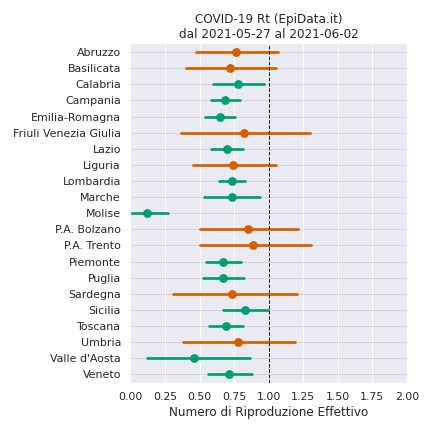 COVID-19 Rt (EpiData.it)
dal 2021-05-27 al 2021-06-02
Abruzzo
Basilicata
Calabria
Campania
Emilia-Romagna
Friuli Venezia Giulia
Lazio
Liguria
Lombardia
Marche
Molise
P.A. Bolzano
P.A. Trento
Piemonte
Puglia
Sardegna
Sicilia
Toscana
Umbria
Valle d'Aosta
Veneto
0.00 0.25 0.50 0.75 1.00 1.25 1.50 1.75 2.00
Numero di Riproduzione Effettivo